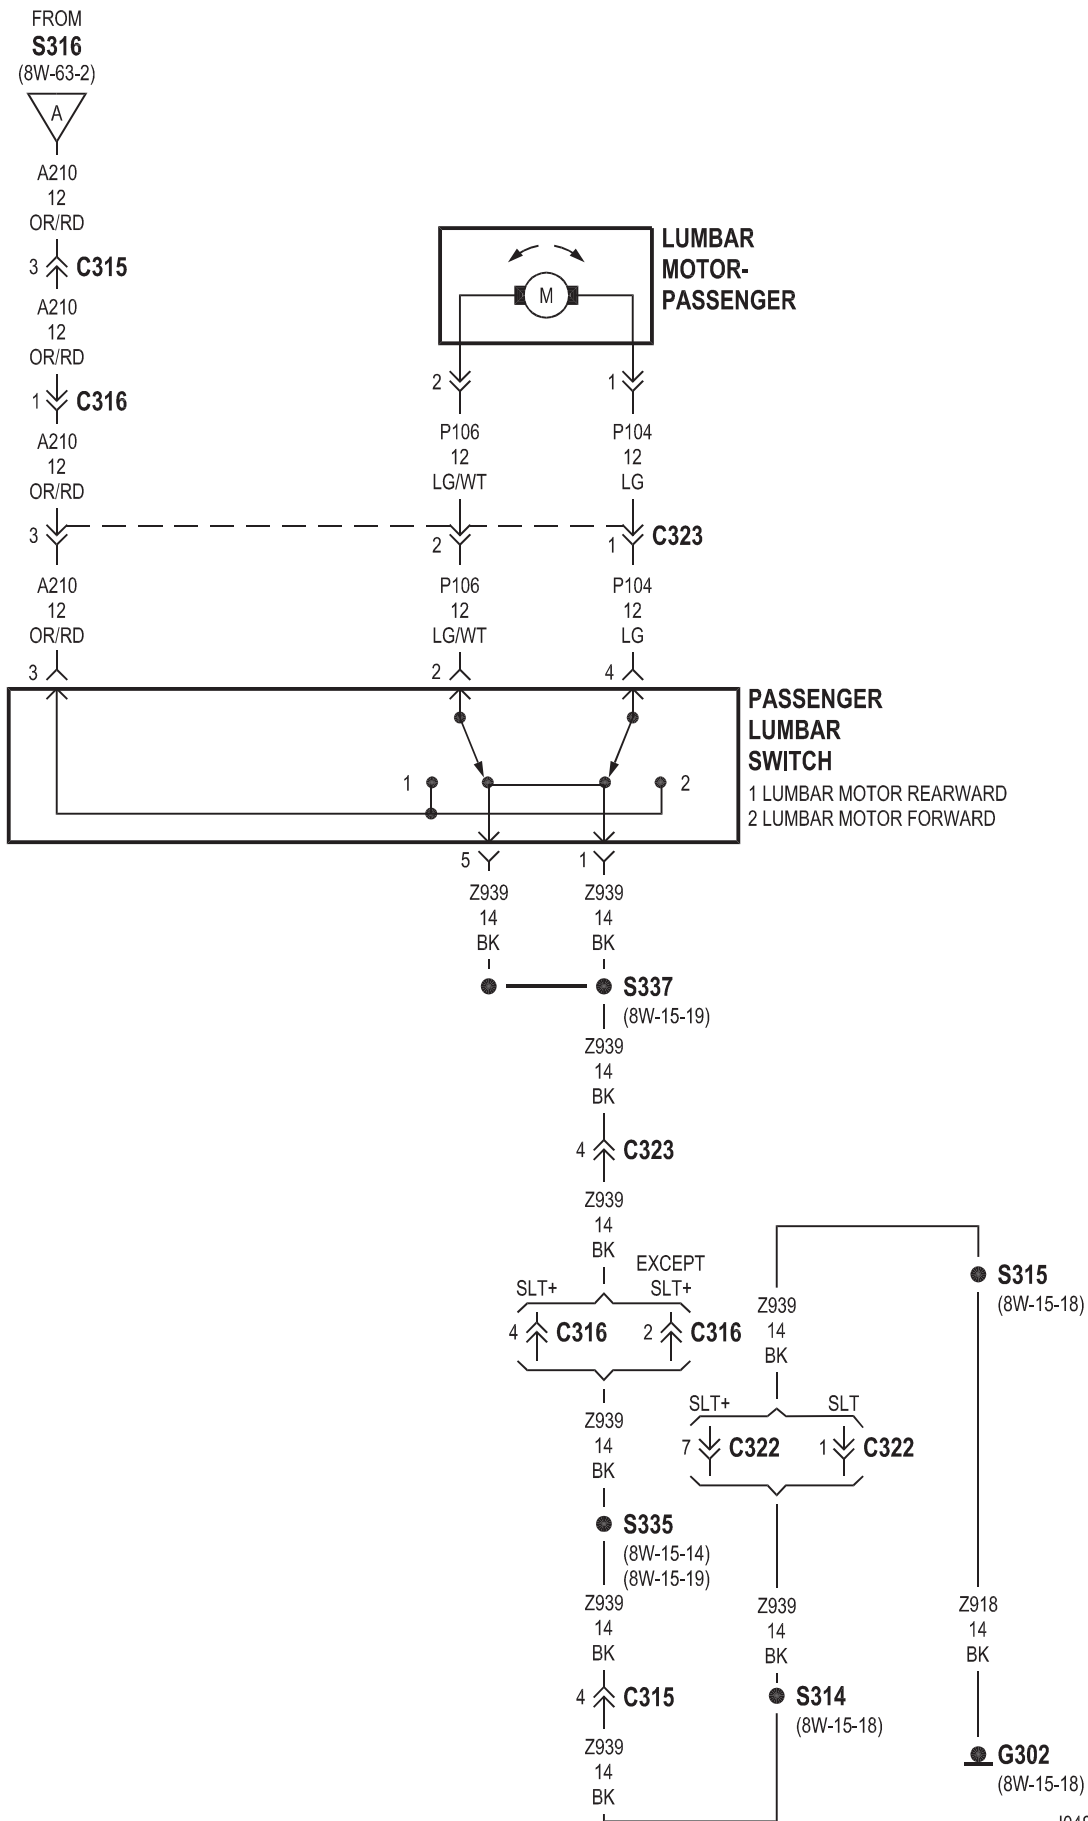 FROM
S316
(8W-63-2)
A
A210
12
OR/RD
3 C315
A210
12
OR/RD
1 C316
A210
12
OR/RD
LUMBAR
MOTOR-
PASSENGER
M
2 1
P106 P104
12 12
LG/WT LG
3 2 1 C323
A210 P106 P104
12 12 12
OR/RD LG/WT LG
3 2 4
PASSENGER
LUMBAR
SWITCH
1 LUMBAR MOTOR REARWARD
2 LUMBAR MOTOR FORWARD
1 2
5 1
Z939 Z939
14 14
BK BK
S337
(8W-15-19)
Z939
14
BK
4 C323
Z939
14
BK
EXCEPT
SLT+ SLT+
4 C316 2 C316
Z939
14
BK
S335
(8W-15-14)
(8W-15-19)
Z939
14
BK
4 C315
Z939
14
BK
Z939
14
BK
SLT+ SLT
7 C322 1 C322
Z939
14
BK
S314
(8W-15-18)
S315
(8W-15-18)
Z918
14
BK
G302
(8W-15-18)